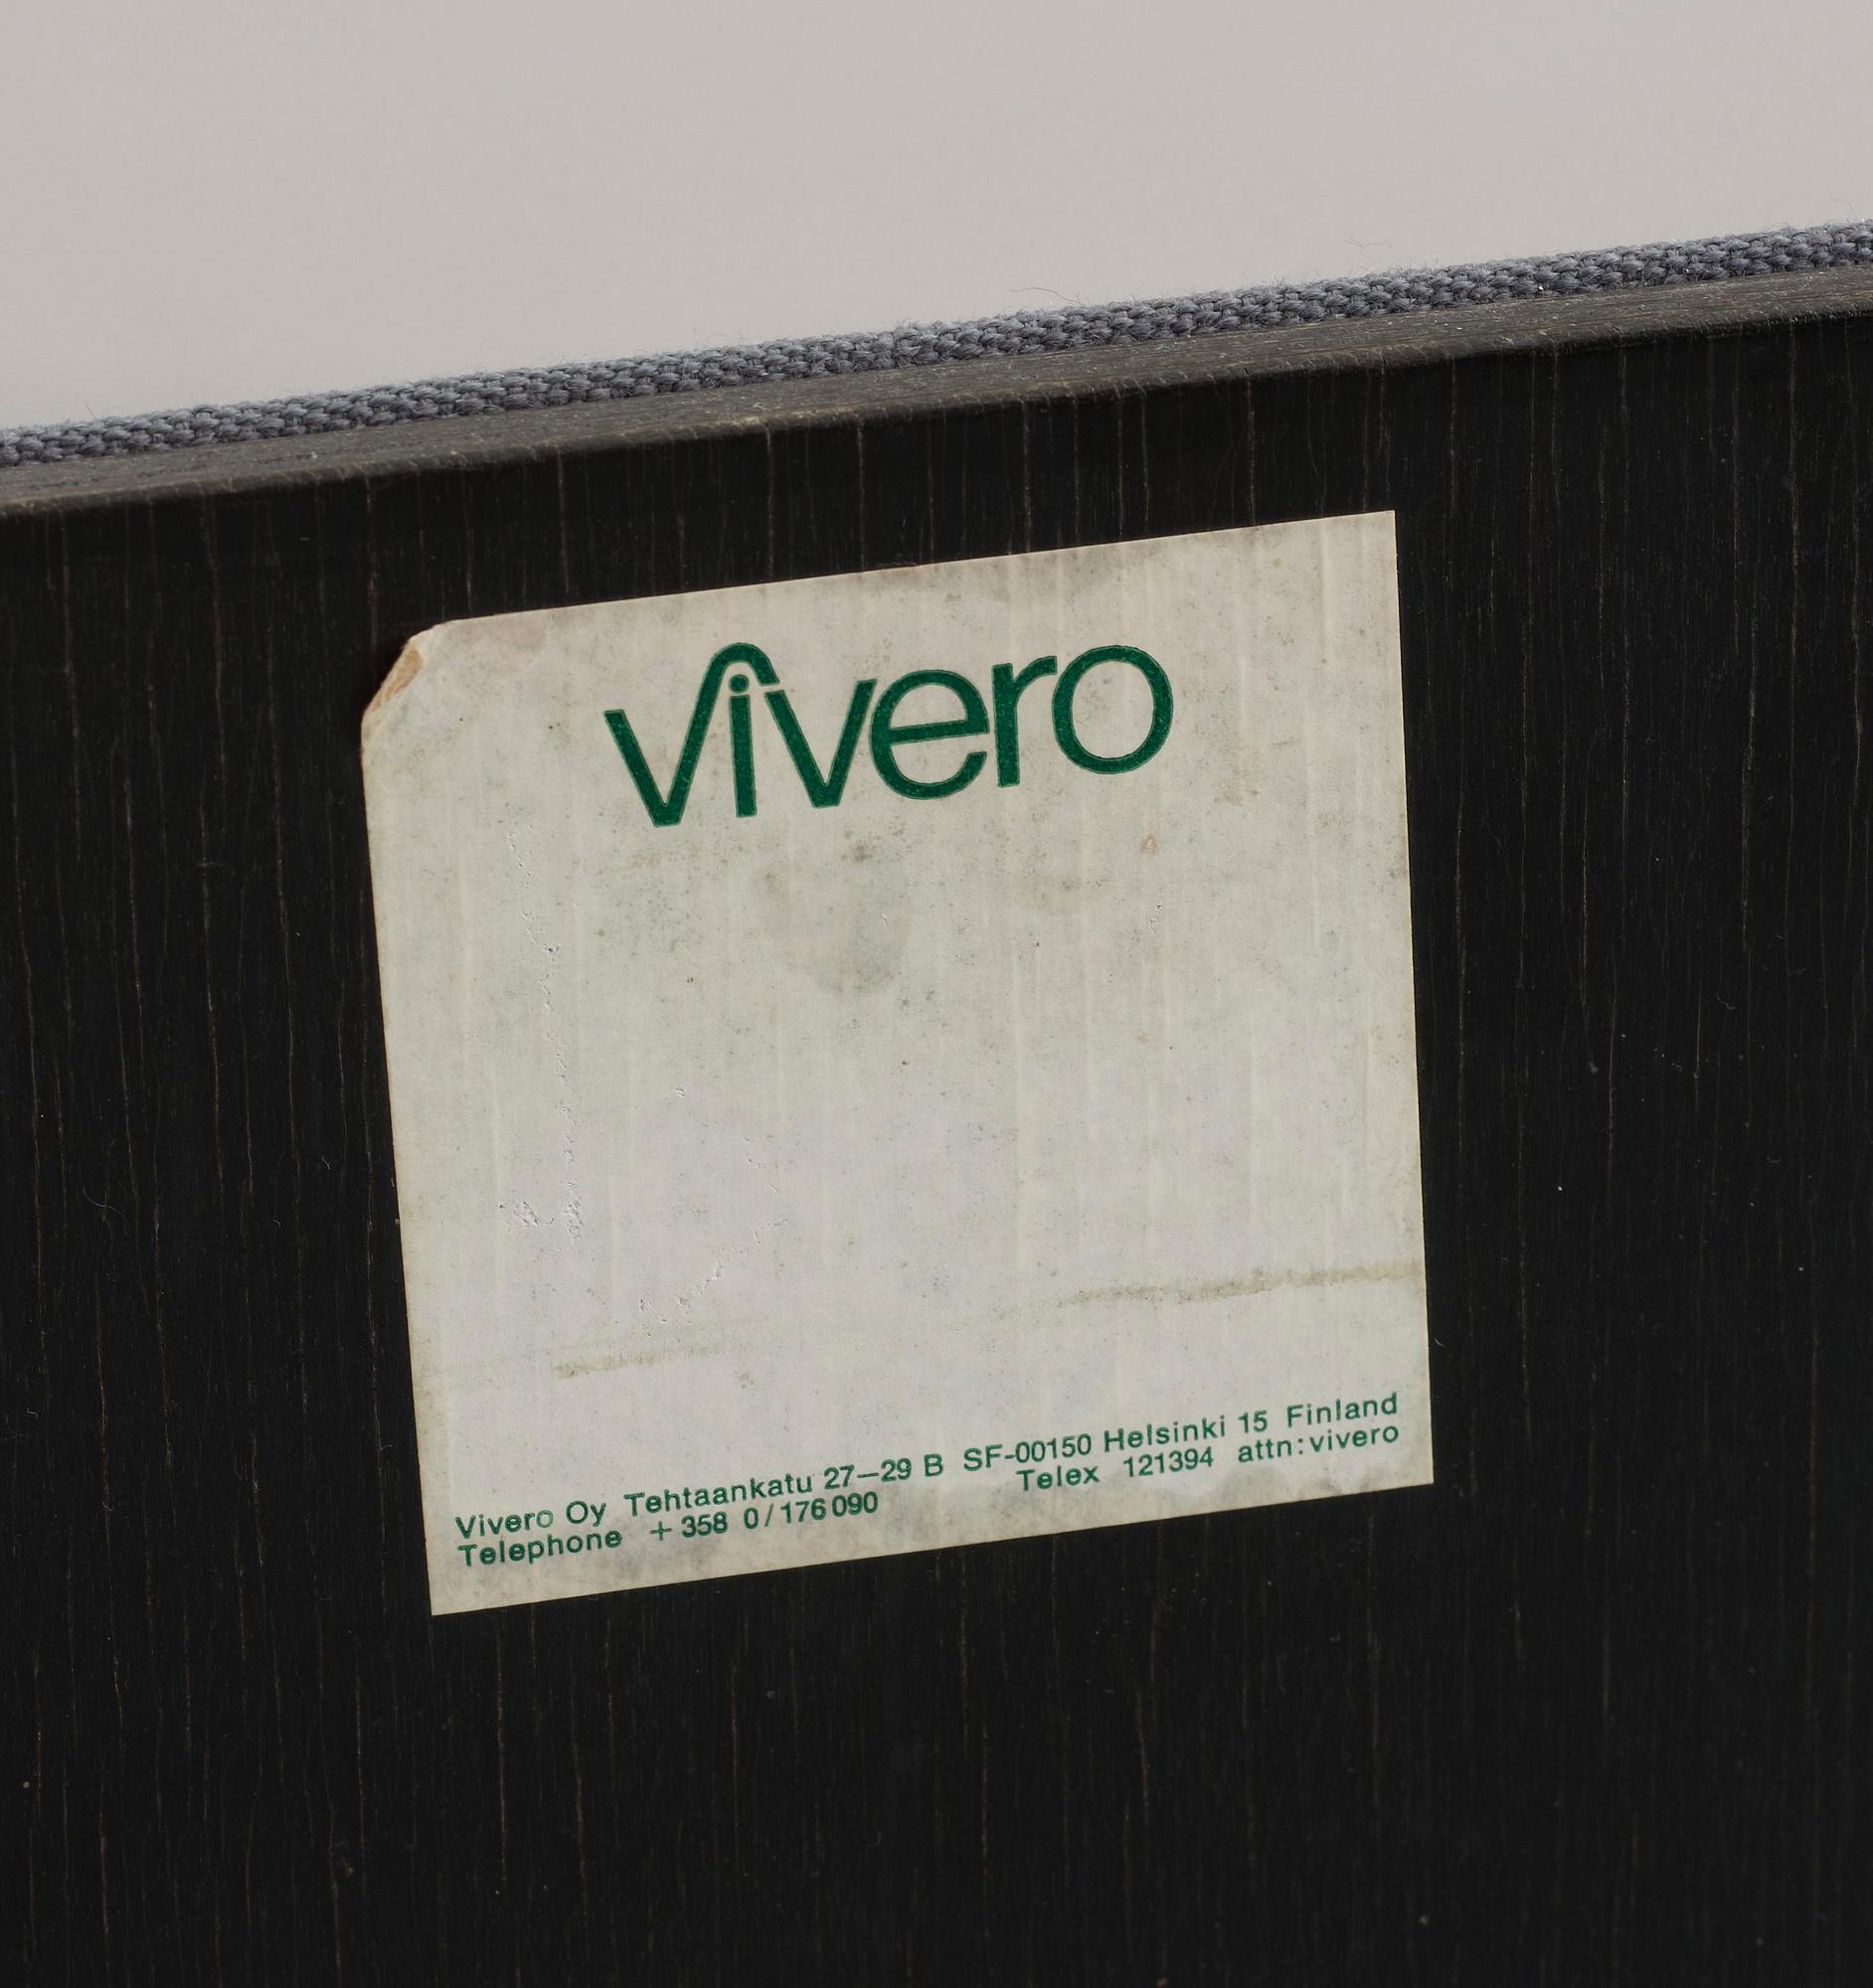 vivero
Vivero Oy Tehtaankatu 27–29 B SF-00150 Helsinki 15 Finland
Telephone +358 0/176 090 Telex 121394 attn:vivero